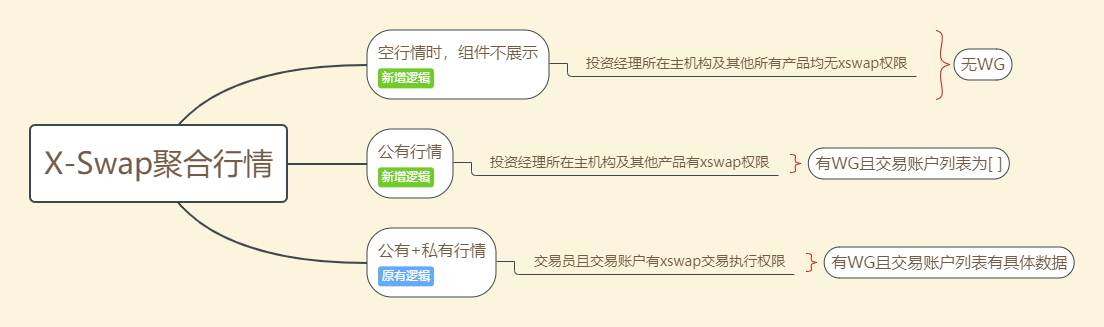 X-Swap聚合行情
空行情时，组件不展示
新增逻辑
投资经理所在主机构及其他所有产品均无xswap权限
无WG
公有行情
新增逻辑
投资经理所在主机构及其他产品有xswap权限
有WG且交易账户列表为[ ]
公有+私有行情
原有逻辑
交易员且交易账户有xswap交易执行权限
有WG且交易账户列表有具体数据